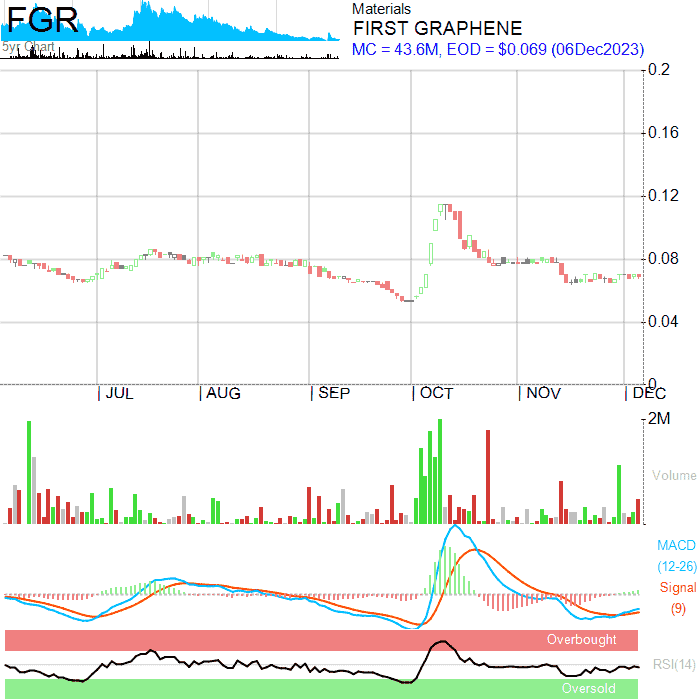 FGR
5yr Chart
Materials
FIRST GRAPHENE
MC = 43.6M, EOD = $0.069 (06Dec2023)
0.2
0.16
0.12
0.08
0.04
0
JUL AUG SEP OCT NOV DEC
2M
Volume
MACD
(12-26)
Signal
(9)
Overbought
RSI(14)
Oversold